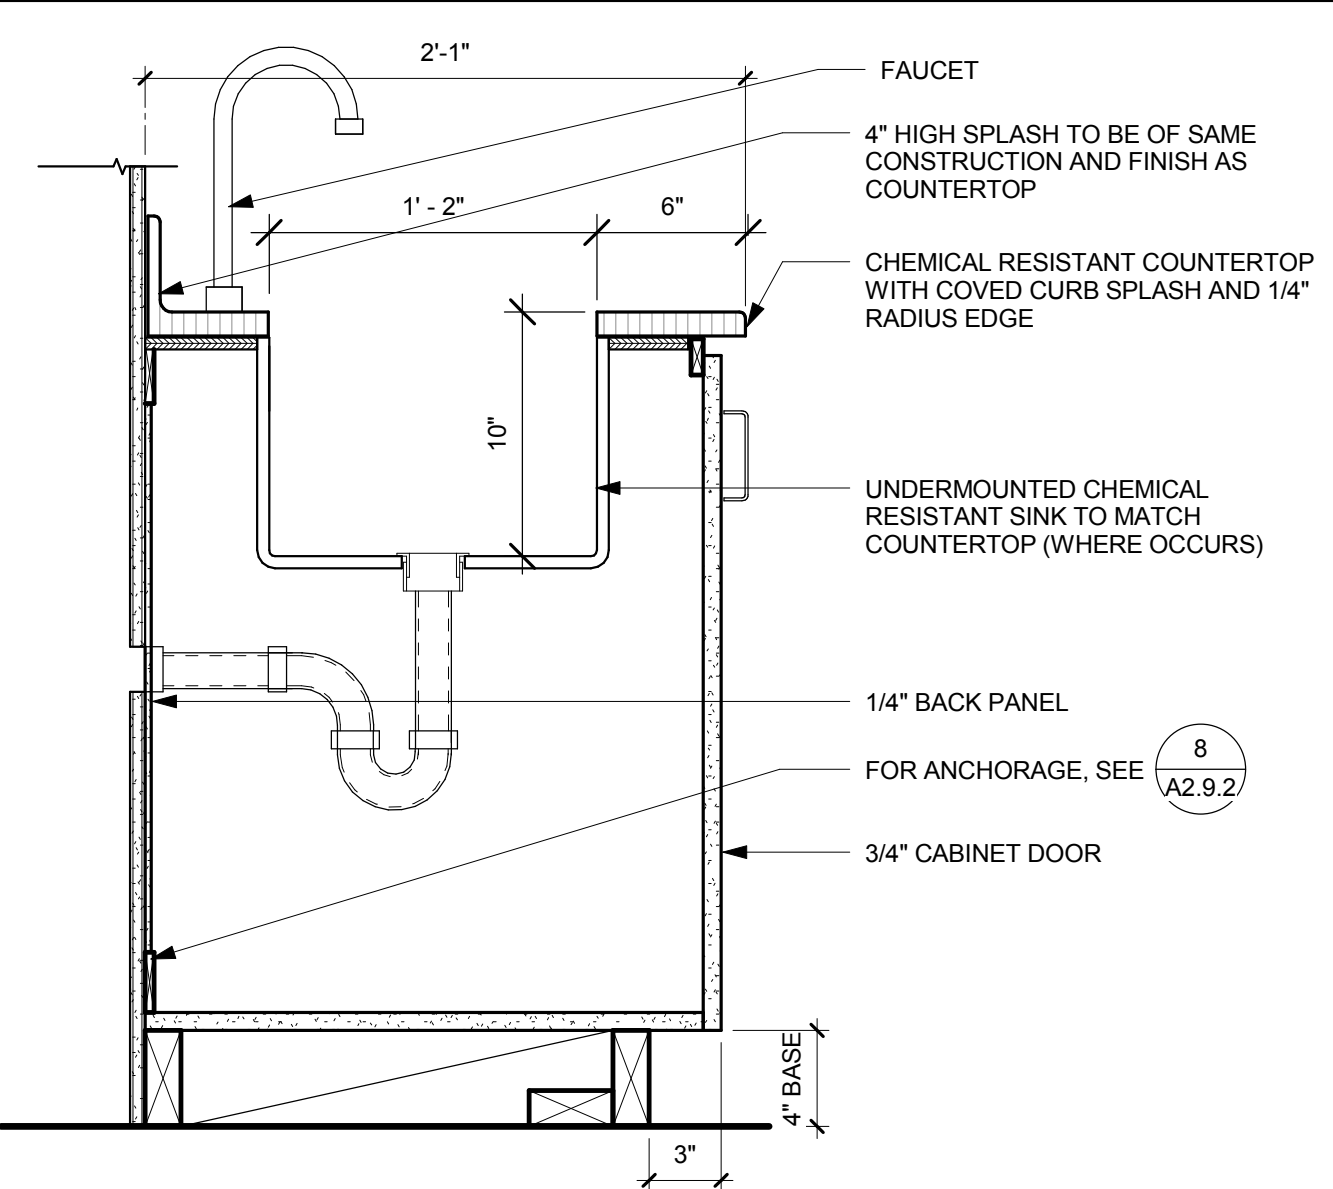 2'-1"
FAUCET
4" HIGH SPLASH TO BE OF SAME
CONSTRUCTION AND FINISH AS
COUNTERTOP
1' - 2"
6"
CHEMICAL RESISTANT COUNTERTOP
WITH COVED CURB SPLASH AND 1/4"
RADIUS EDGE
10"
UNDERMOUNTED CHEMICAL
RESISTANT SINK TO MATCH
COUNTERTOP (WHERE OCCURS)
1/4" BACK PANEL
FOR ANCHORAGE, SEE
8
A2.9.2
3/4" CABINET DOOR
4" BASE
3"